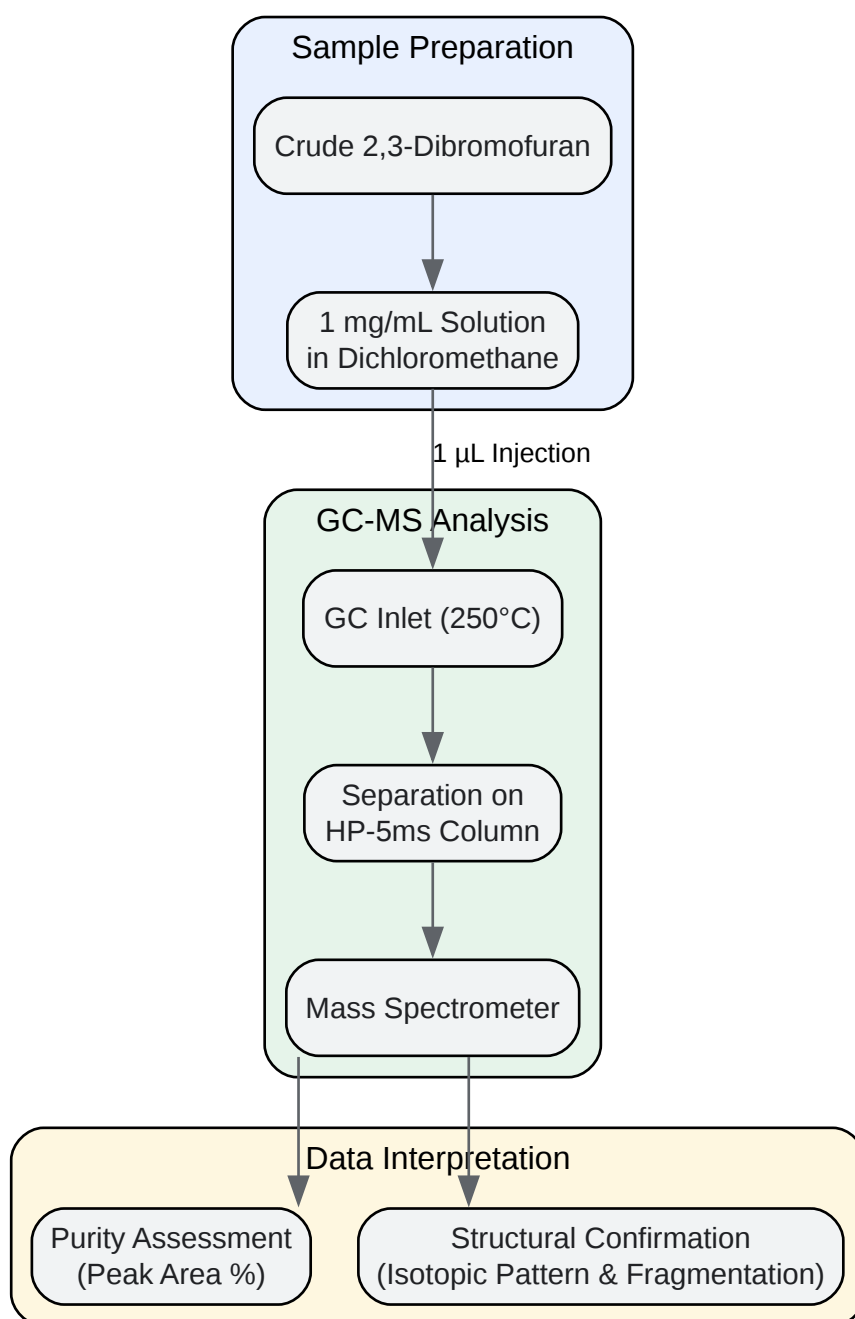 Sample Preparation
Crude 2,3-Dibromofuran
1 mg/mL Solution
in Dichloromethane
1 µL Injection
GC-MS Analysis
GC Inlet (250°C)
Separation on
HP-5ms Column
Mass Spectrometer
Data Interpretation
Purity Assessment
(Peak Area %)
Structural Confirmation
(Isotopic Pattern & Fragmentation)